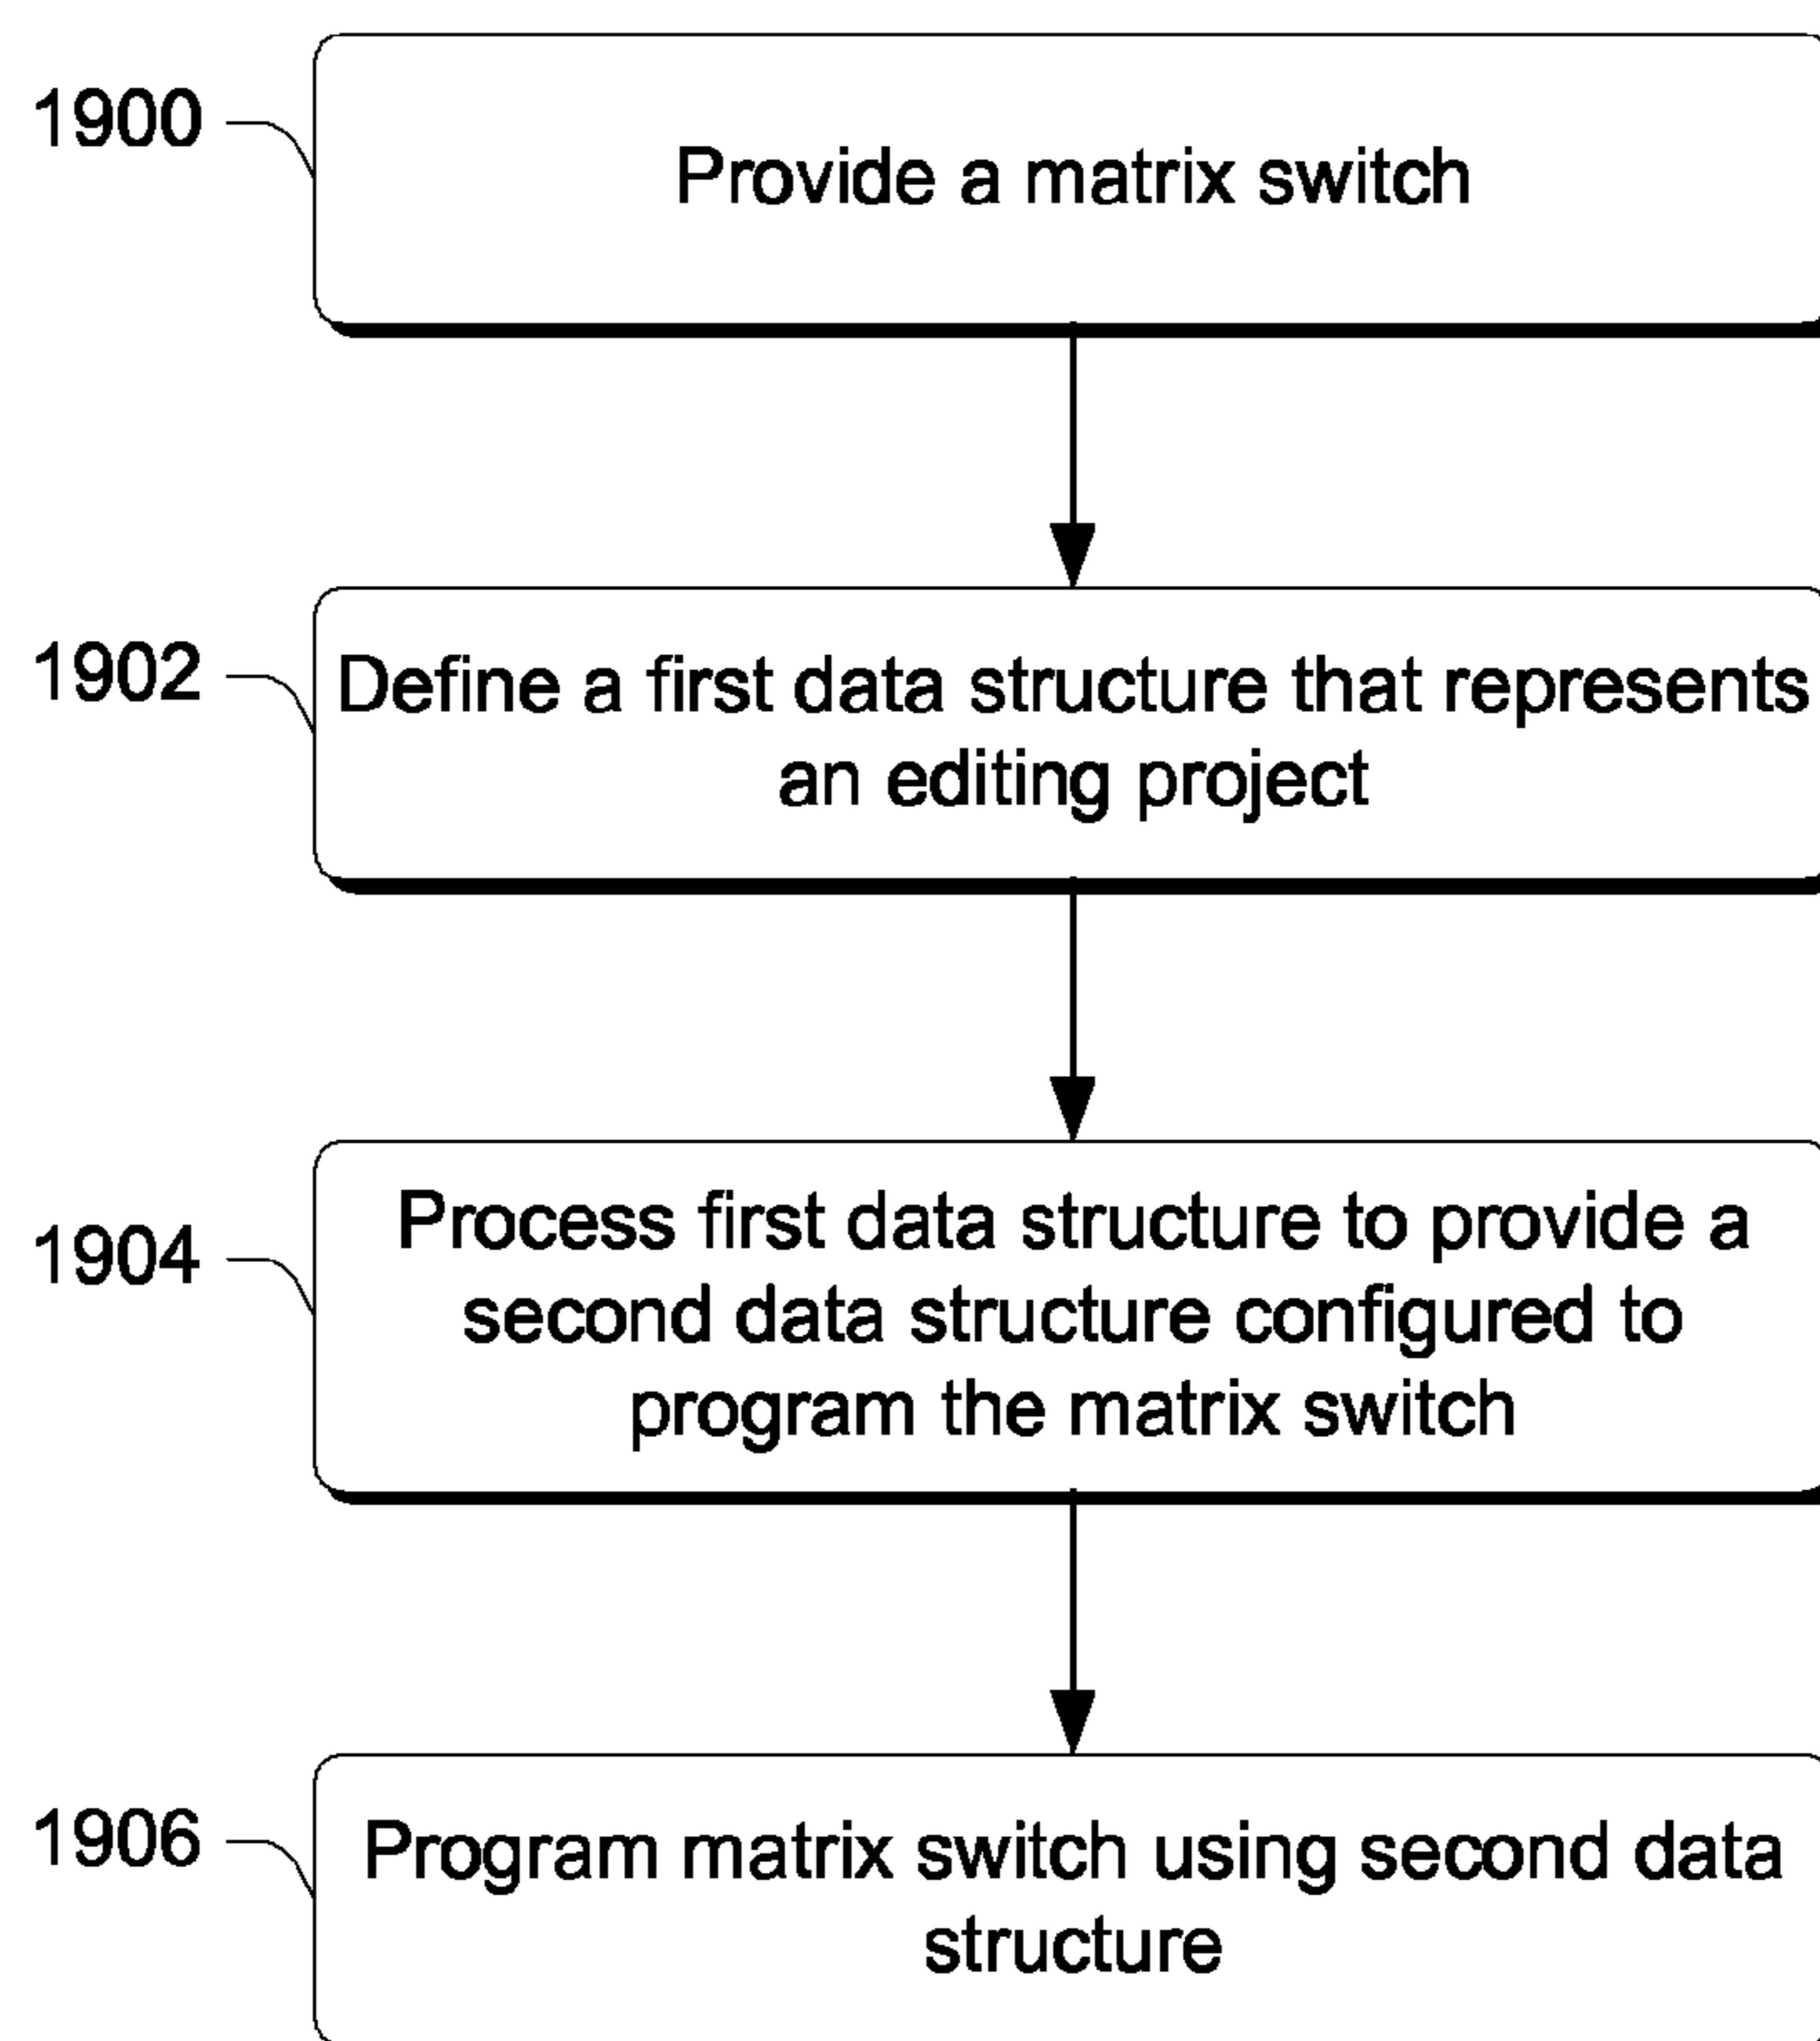 1900
Provide a matrix switch
1902
Define a first data structure that represents
an editing project
1904
Process first data structure to provide a
second data structure configured to
program the matrix switch
1906
Program matrix switch using second data
structure